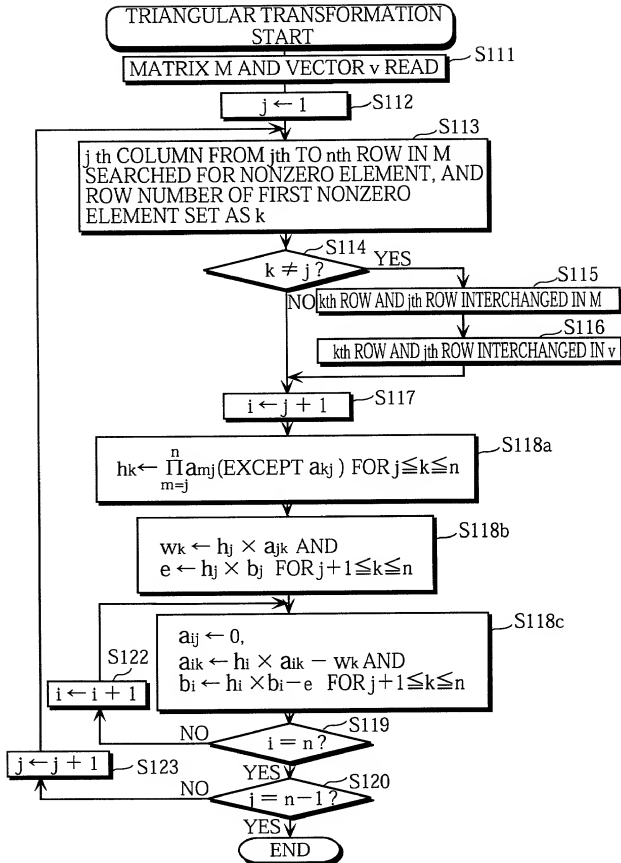 TRIANGULAR TRANSFORMATION
START
S111
MATRIX M AND VECTOR v READ
j ← 1
S112
S113
j th COLUMN FROM jth TO nth ROW IN M
SEARCHED FOR NONZERO ELEMENT, AND
ROW NUMBER OF FIRST NONZERO
ELEMENT SET AS k
S114
k ≠ j ?
YES
NO
S115
kth ROW AND jth ROW INTERCHANGED IN M
S116
kth ROW AND jth ROW INTERCHANGED IN v
i ← j + 1
S117
S118a
n
hk ← Π amj (EXCEPT akj ) FOR j≦k≦n
m=j
S118b
wk ← hj × ajk AND
e ← hj × bj FOR j+1≦k≦n
S118c
aij ← 0,
aik ← hi × aik − wk AND
bi ← hi ×bi−e FOR j+1≦k≦n
S122
i ← i + 1
S119
i = n ?
NO
YES
j ← j + 1
S123
S120
j = n−1 ?
NO
YES
END